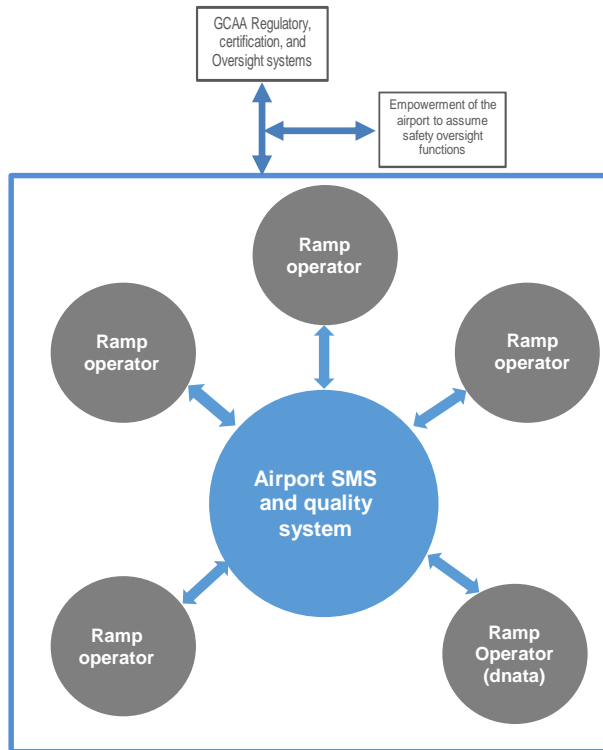 GCAA Regulatory,
certification, and
Oversight systems
Empowerment of the
airport to assume
safety oversight
functions
Ramp
operator
Ramp
operator
Ramp
operator
Airport SMS
and quality
system
Ramp
operator
Ramp
Operator
(dnata)